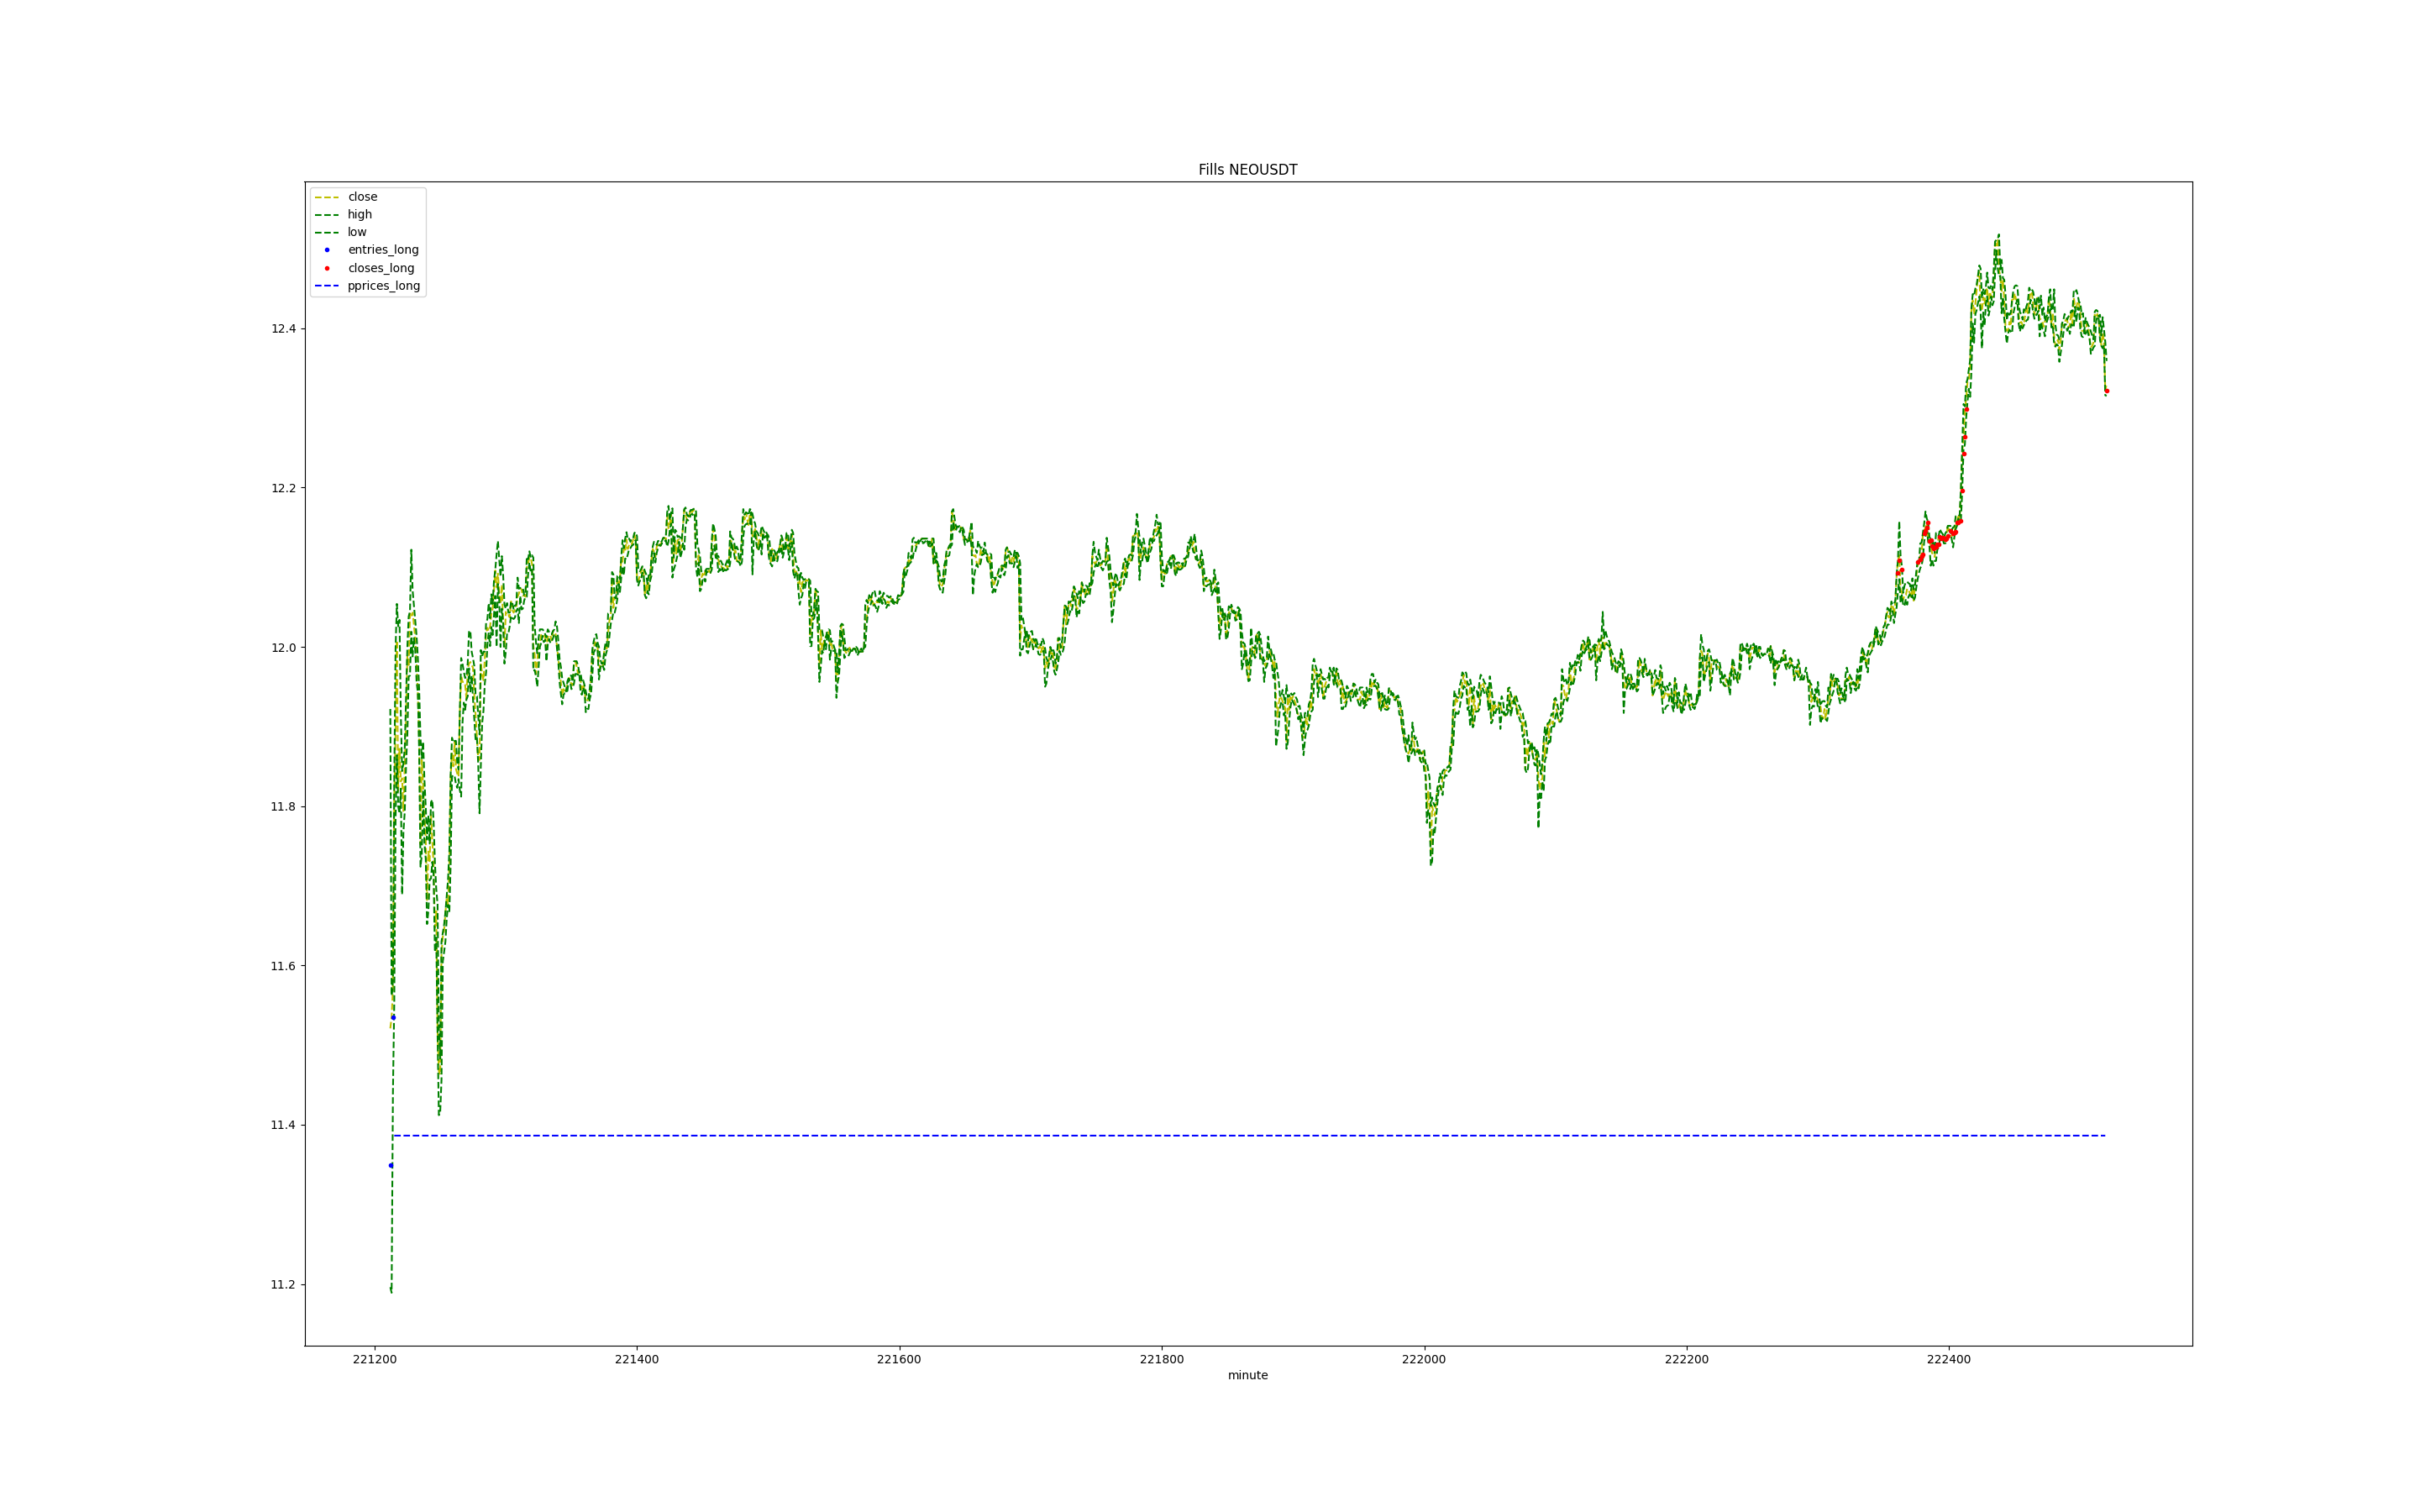 Fills NEOUSDT
close
high
low
entries_long
closes_long
pprices_long
12.4
12.2
12.0
11.8
11.6
11.4
11.2
221200 221400 221600 221800 222000 222200 222400
minute